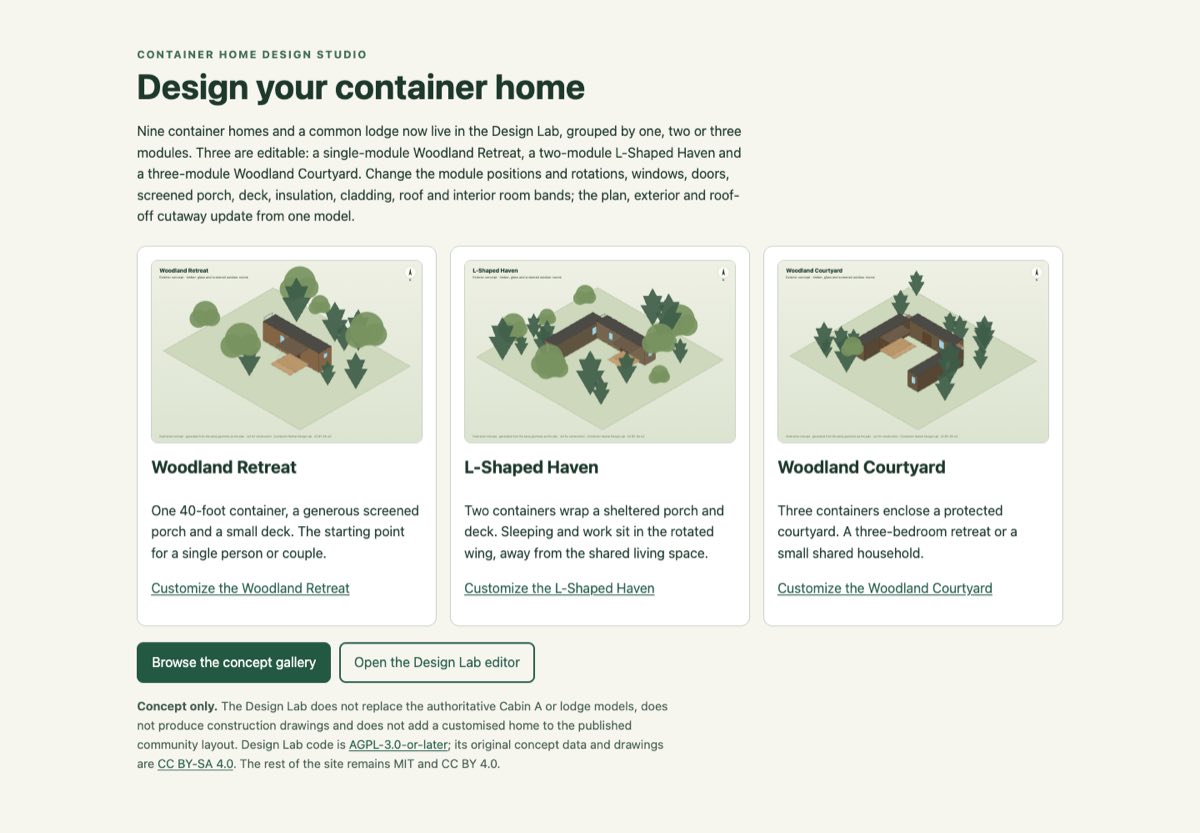 CONTAINER HOME DESIGN STUDIO
Design your container home
Nine container homes and a common lodge now live in the Design Lab, grouped by one, two or three
modules. Three are editable: a single-module Woodland Retreat, a two-module L-Shaped Haven and
a three-module Woodland Courtyard. Change the module positions and rotations, windows, doors,
screened porch, deck, insulation, cladding, roof and interior room bands; the plan, exterior and roof-
off cutaway update from one model.
Woodland Retreat
L-Shaped Haven
Woodland Courtyard
Woodland Retreat
One 40-foot container, a generous screened
porch and a small deck. The starting point
for a single person or couple.
Customize the Woodland Retreat
L-Shaped Haven
Two containers wrap a sheltered porch and
deck. Sleeping and work sit in the rotated
wing, away from the shared living space.
Customize the L-Shaped Haven
Woodland Courtyard
Three containers enclose a protected
courtyard. A three-bedroom retreat or a
small shared household.
Customize the Woodland Courtyard
Browse the concept gallery
Open the Design Lab editor
Concept only. The Design Lab does not replace the authoritative Cabin A or lodge models, does
not produce construction drawings and does not add a customised home to the published
community layout. Design Lab code is AGPL-3.0-or-later; its original concept data and drawings
are CC BY-SA 4.0. The rest of the site remains MIT and CC BY 4.0.